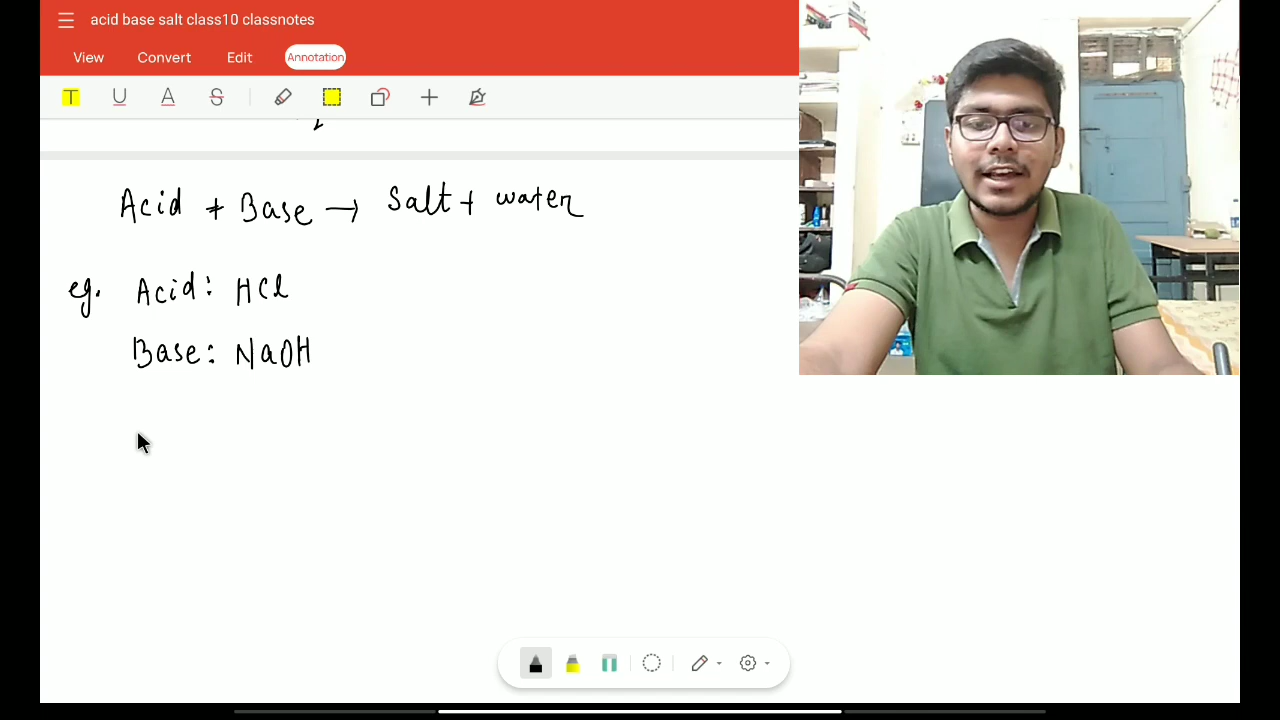 acid base salt class10 classnotes
View Convert Edit Annotation
T U A S
Acid + Base → Salt + water
eg. Acid: HCl
Base: NaOH